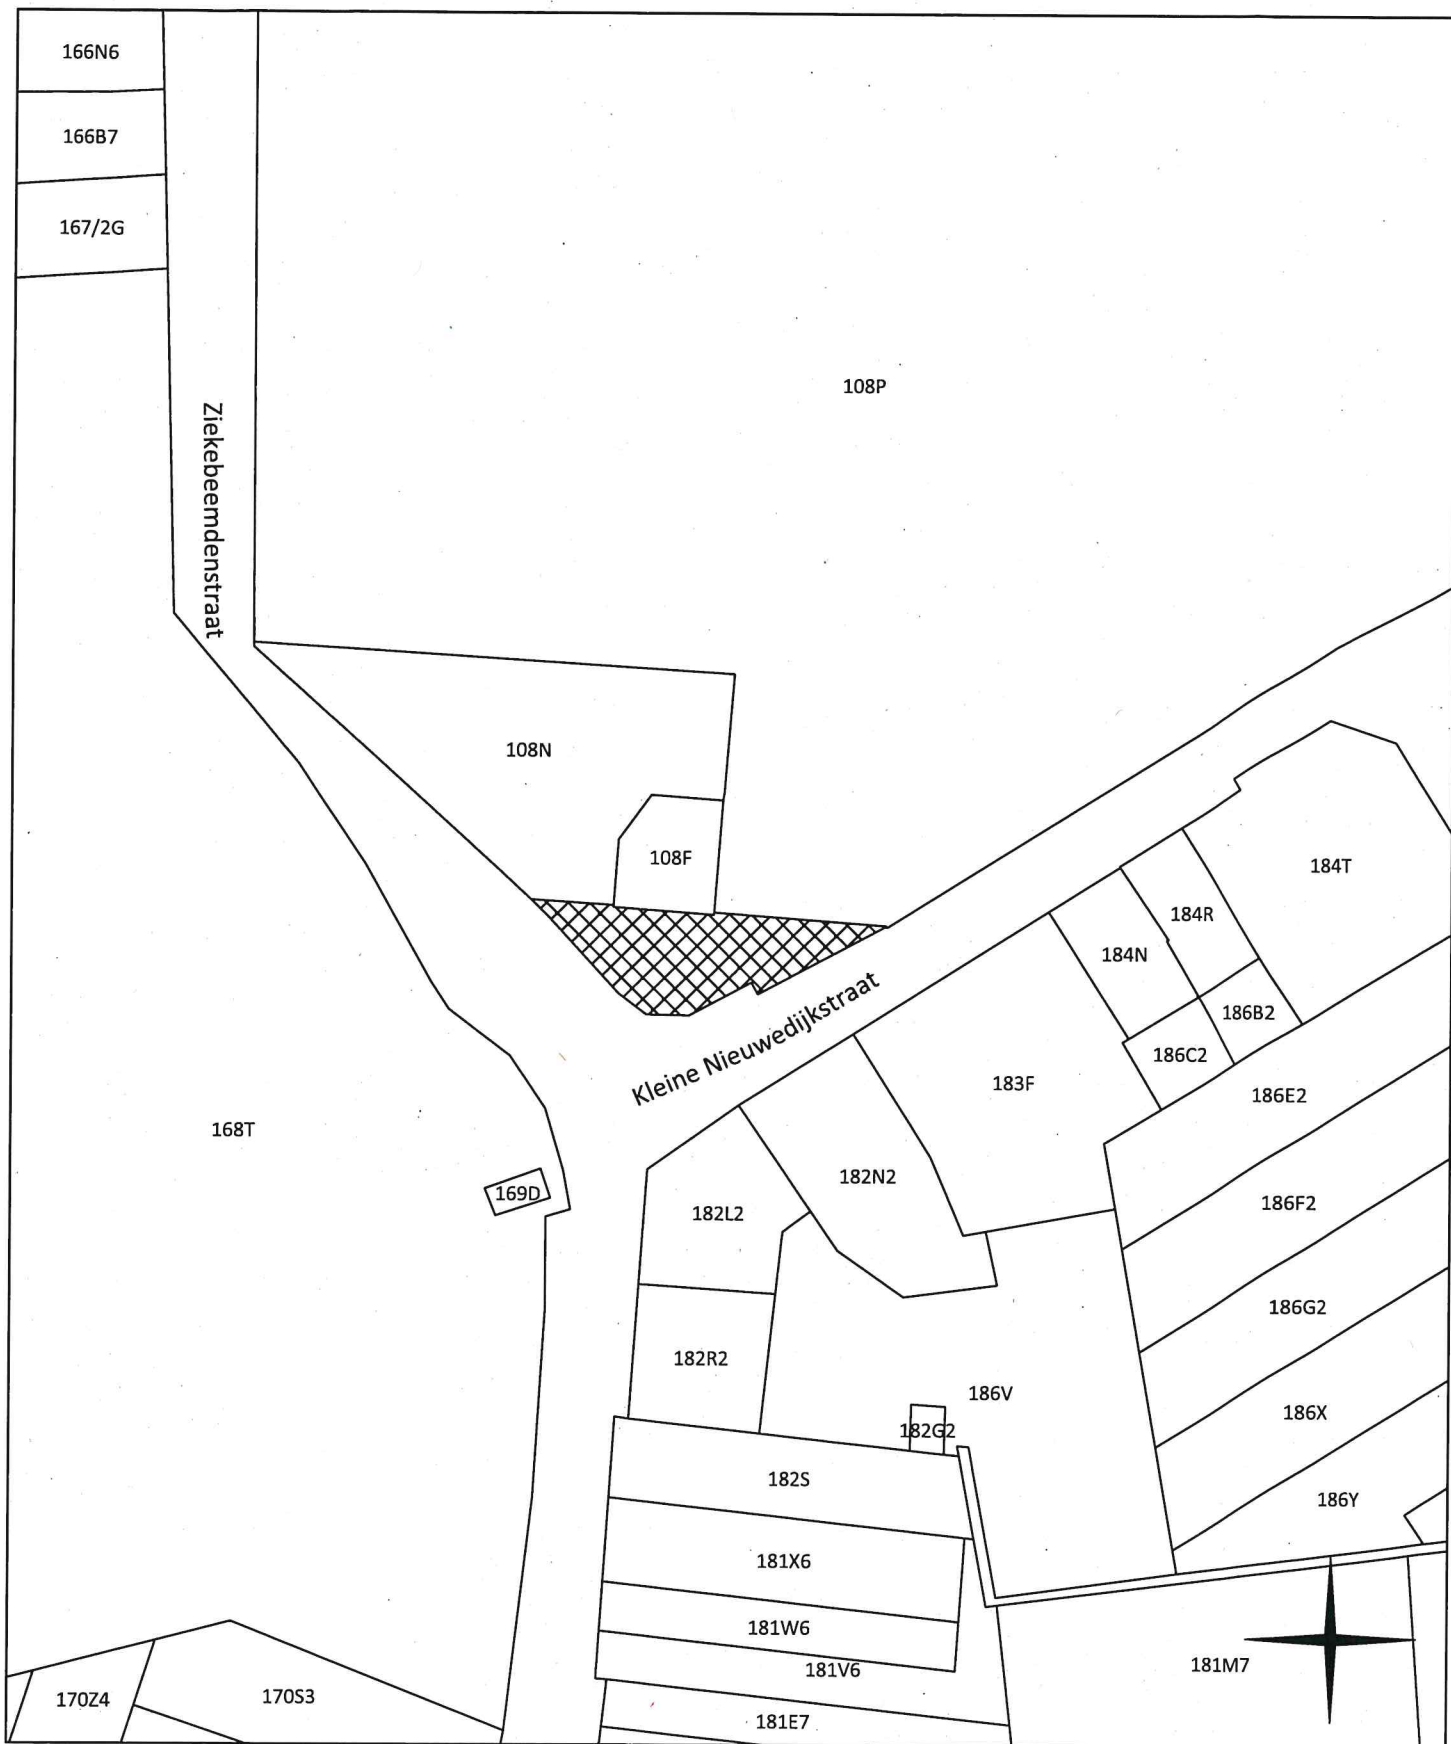 166N6
166B7
167/2G
108P
Ziekebeemdenstraat
108N
108F
184T
184R
184N
186B2
186C2
Kleine Nieuwedijkstraat
183F
186E2
168T
182N2
169D
186F2
182L2
186G2
182R2
186V
186X
182G2
182S
186Y
181X6
181W6
181M7
181V6
170Z4
170S3
181E7